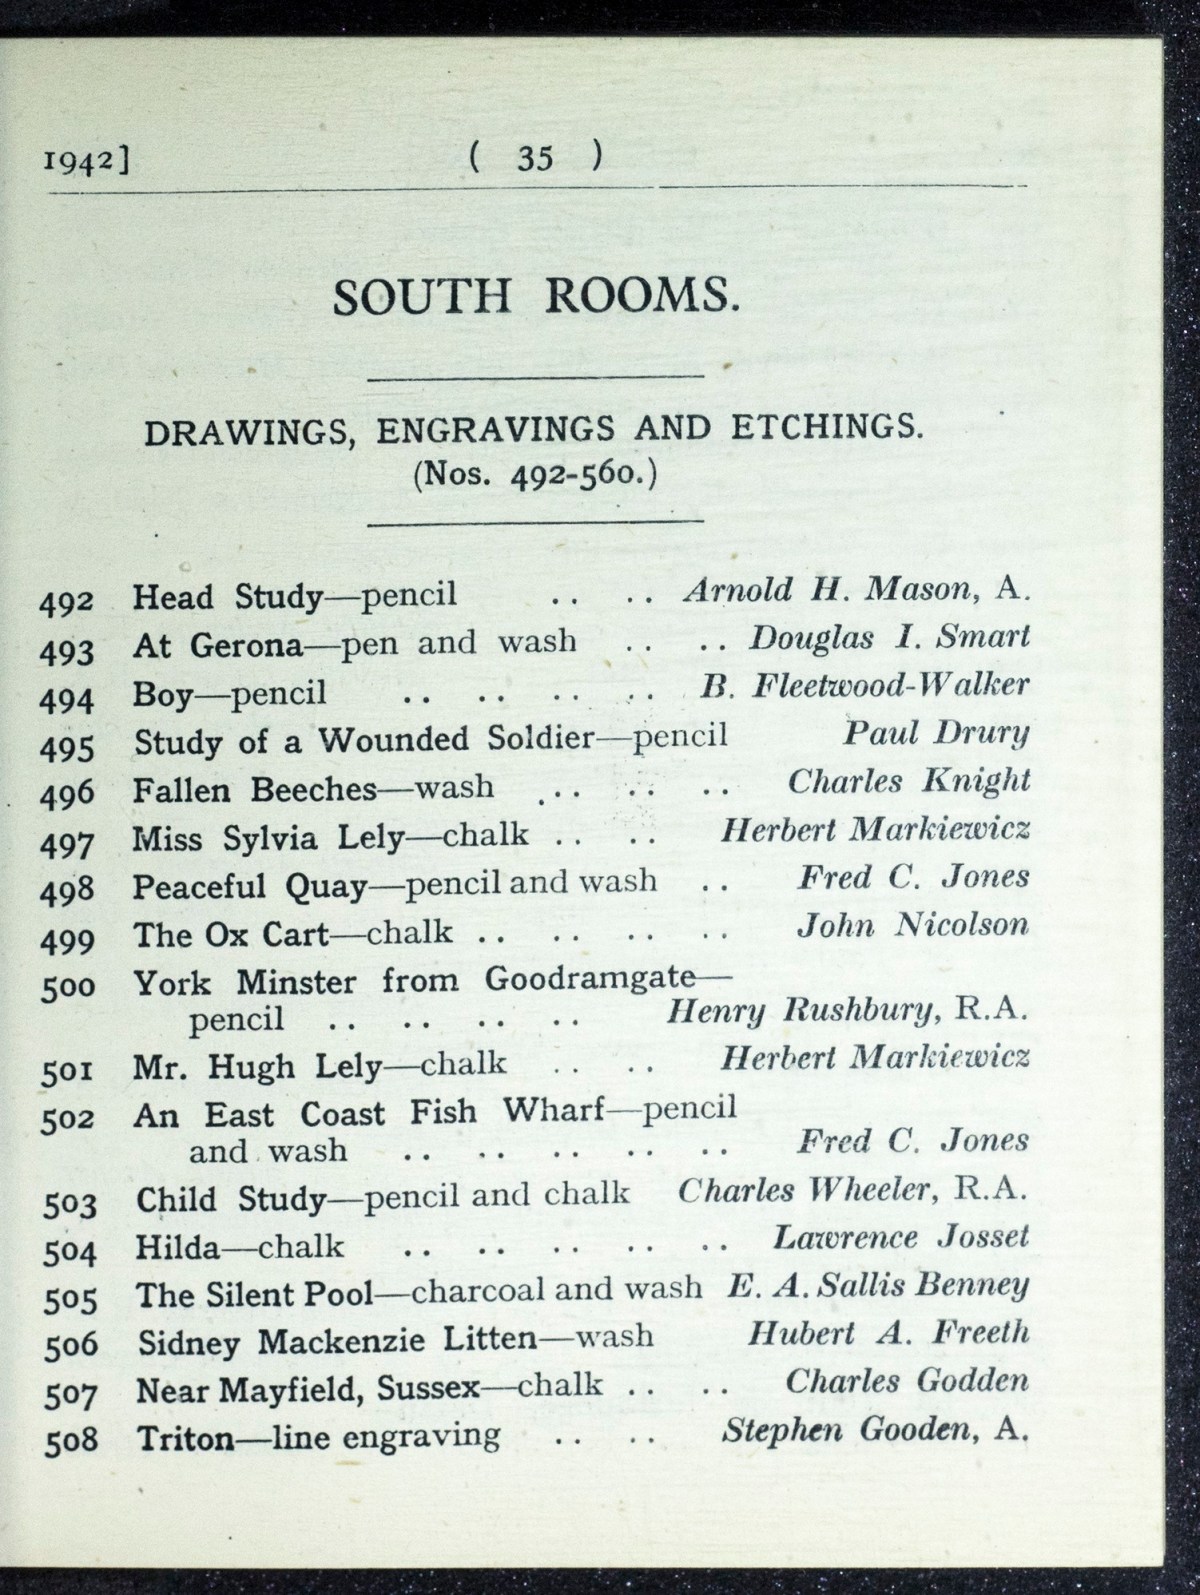 1942] ( 35 )
SOUTH ROOMS.
DRAWINGS, ENGRAVINGS AND ETCHINGS.
(Nos. 492-560.)
492 Head Study—pencil .. .. Arnold H. Mason, A.
493 At Gerona—pen and wash .. .. Douglas I. Smart
494 Boy—pencil .. .. .. .. B. Fleetwood-Walker
495 Study of a Wounded Soldier—pencil Paul Drury
496 Fallen Beeches—wash .. .. .. Charles Knight
497 Miss Sylvia Lely—chalk .. .. Herbert Markiewicz
498 Peaceful Quay—pencil and wash .. Fred C. Jones
499 The Ox Cart—chalk .. .. .. .. John Nicolson
500 York Minster from Goodramgate—
pencil .. .. .. .. Henry Rushbury, R.A.
501 Mr. Hugh Lely—chalk .. .. Herbert Markiewicz
502 An East Coast Fish Wharf—pencil
and wash .. .. .. .. .. Fred C. Jones
503 Child Study—pencil and chalk Charles Wheeler, R.A.
504 Hilda—chalk .. .. .. .. .. Lawrence Josset
505 The Silent Pool—charcoal and wash E. A. Sallis Benney
506 Sidney Mackenzie Litten—wash Hubert A. Freeth
507 Near Mayfield, Sussex—chalk .. .. Charles Godden
508 Triton—line engraving .. .. Stephen Gooden, A.